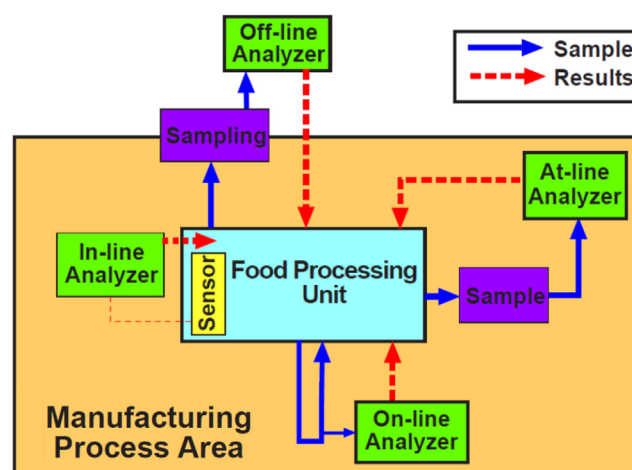 Off-line
Analyzer
Sample
Results
Sampling
At-line
Analyzer
In-line
Analyzer
Sensor
Food Processing
Unit
Sample
Manufacturing
Process Area
On-line
Analyzer